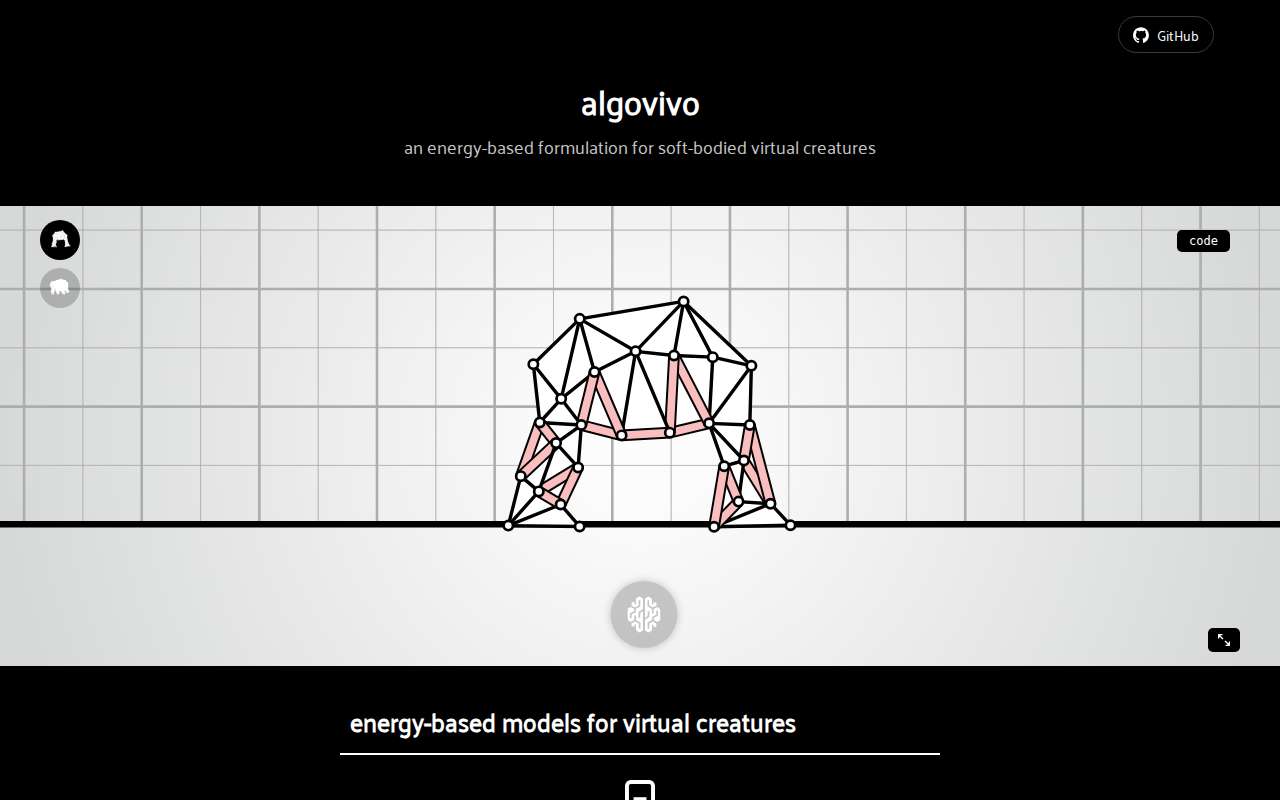 GitHub
algovivo
an energy-based formulation for soft-bodied virtual creatures
code
energy-based models for virtual creatures